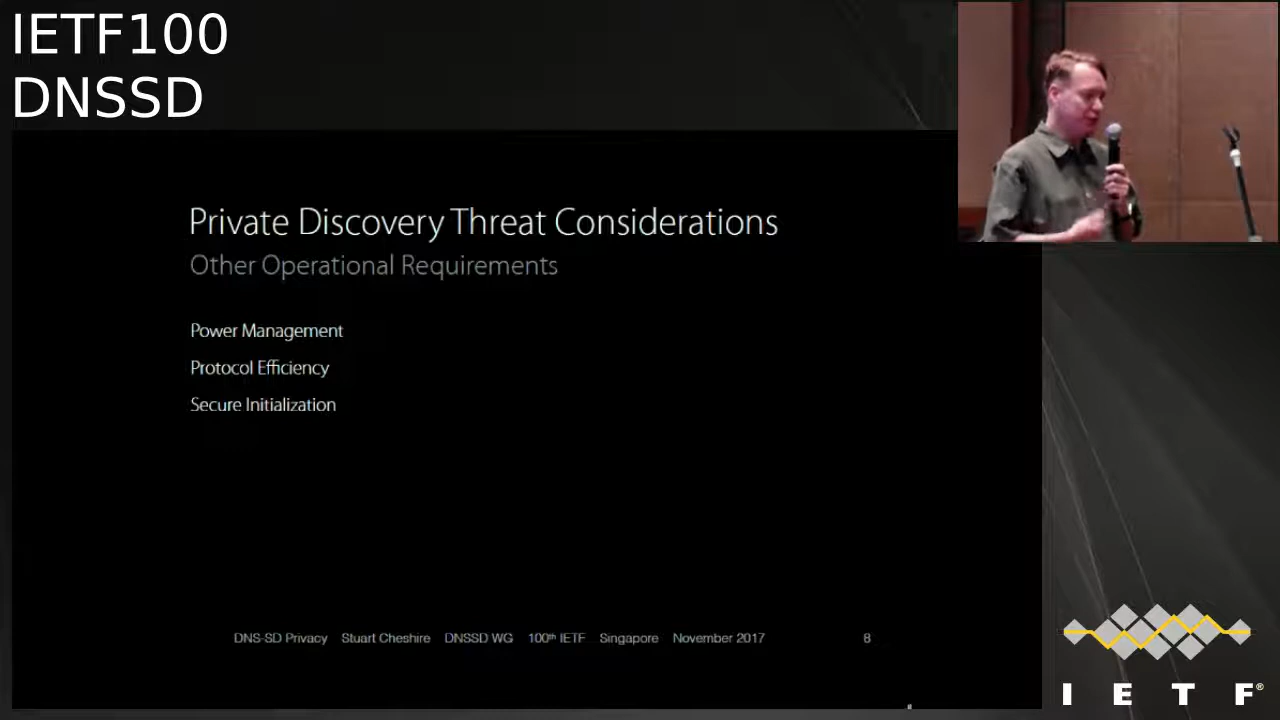 IETF100
DNSSD
Private Discovery Threat Considerations
Other Operational Requirements
Power Management
Protocol Efficiency
Secure Initialization
DNS-SD Privacy Stuart Cheshire DNSSD WG 100th IETF Singapore November 2017 8
I E T F®